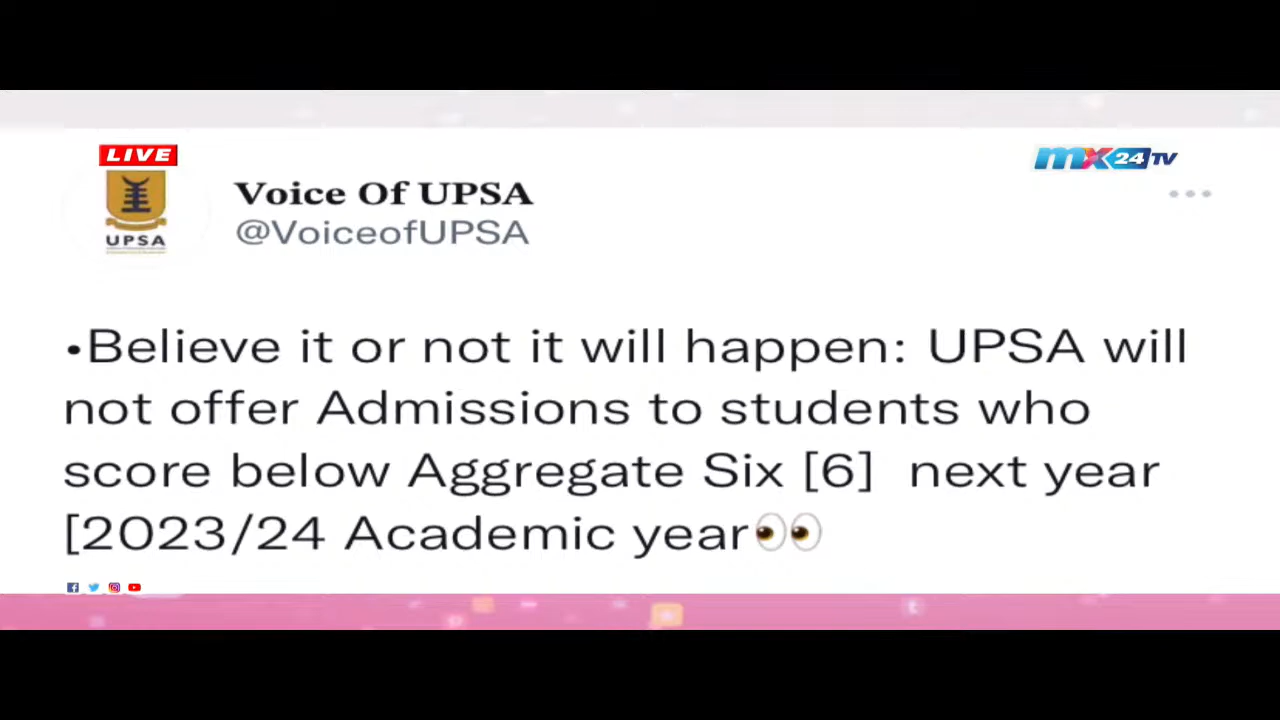 LIVE
mx24TV
UPSA
Voice Of UPSA
@VoiceofUPSA
•Believe it or not it will happen: UPSA will
not offer Admissions to students who
score below Aggregate Six [6] next year
[2023/24 Academic year👀